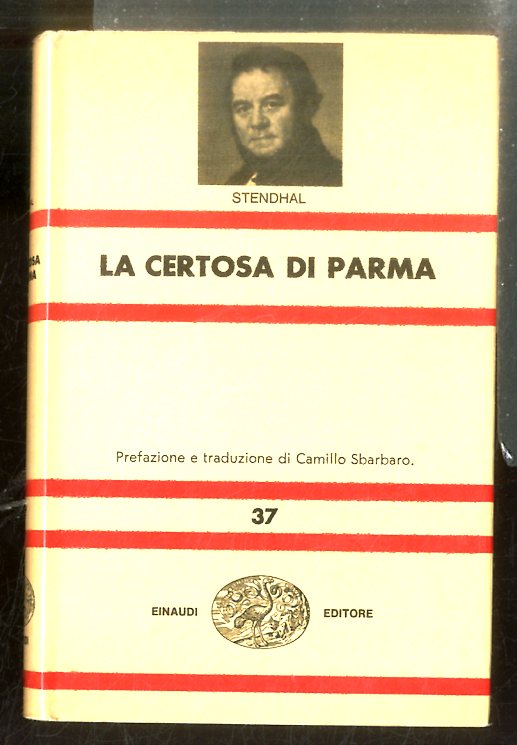 STENDHAL
LA CERTOSA DI PARMA
Prefazione e traduzione di Camillo Sbarbaro.
37
EINAUDI EDITORE